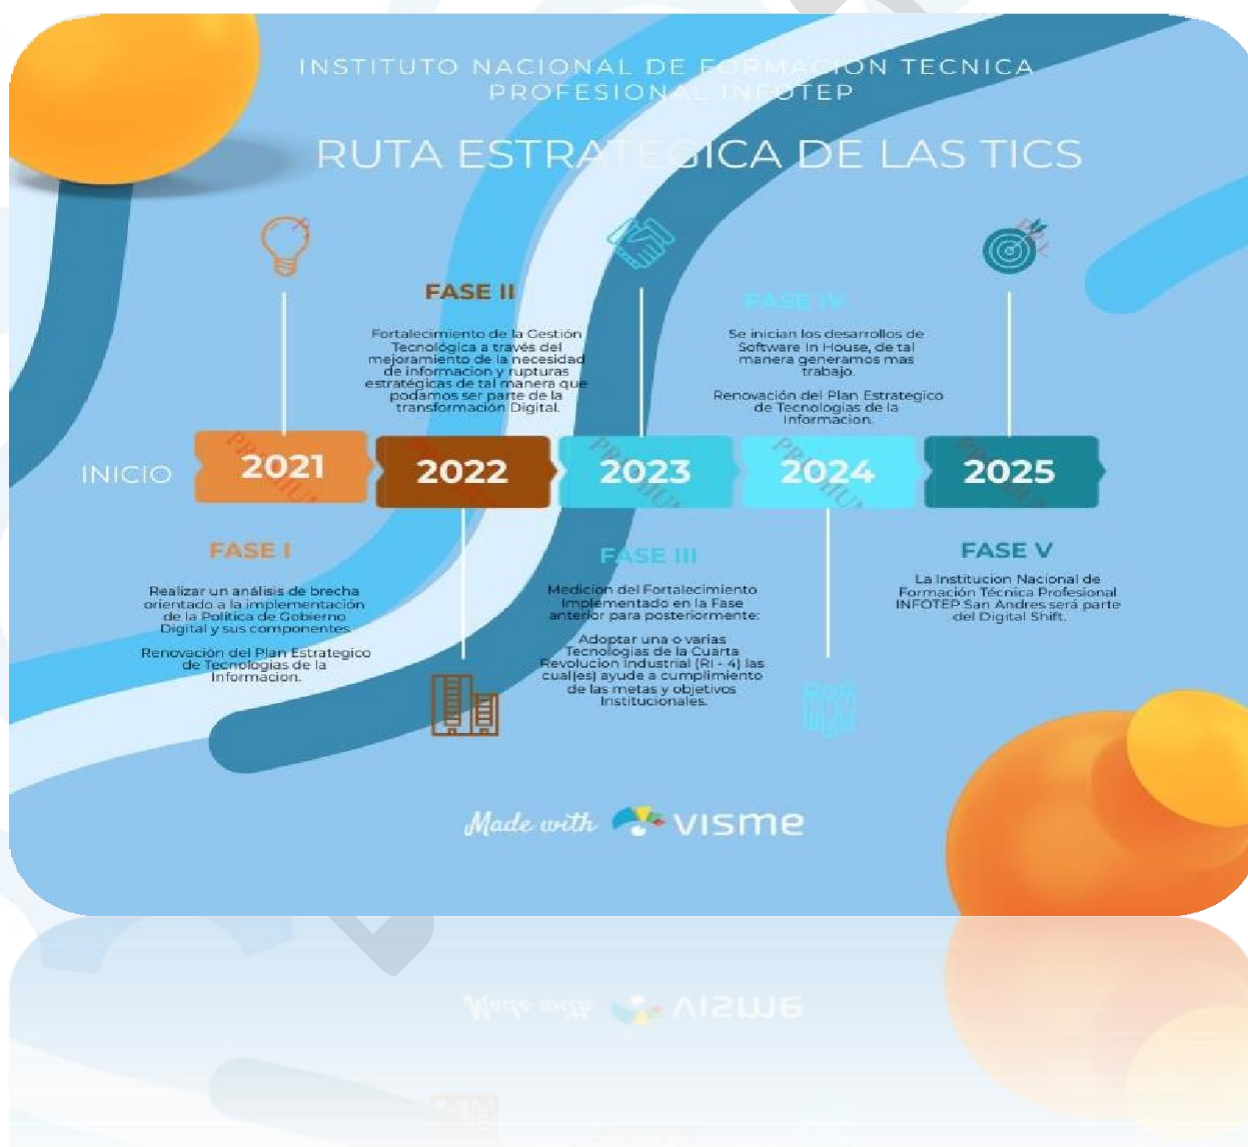 INSTITUTO NACIONAL DE FORMACION TECNICA
PROFESIONAL INFOTEP
RUTA ESTRATEGICA DE LAS TICS
INICIO
2021
FASE I
Realizar un análisis de brecha
orientado a la implementación
de la Politica de Gobierno
Digital y sus componentes.
Renovación del Plan Estrategico
de Tecnologias de la
Informacion.
FASE II
Fortalecimiento de la Gestión
Tecnológica a través del
mejoramiento de la necesidad
de informacion y rupturas
estratégicas de tal manera que
podamos ser parte de la
transformación Digital.
2022
2023
FASE III
Medicion del Fortalecimiento
Implementado en la Fase
anterior para posteriormente:
Adoptar una o varias
Tecnologias de la Cuarta
Revolucion Industrial (RI - 4) las
cual(es) ayude a cumplimiento
de las metas y objetivos
Institucionales.
FASE IV
Se inician los desarrollos de
Software In House, de tal
manera generamos mas
trabajo.
Renovación del Plan Estrategico
de Tecnologias de la
Informacion.
2024
2025
FASE V
La Institucion Nacional de
Formación Técnica Profesional
INFOTEP San Andres será parte
del Digital Shift.
Made with visme